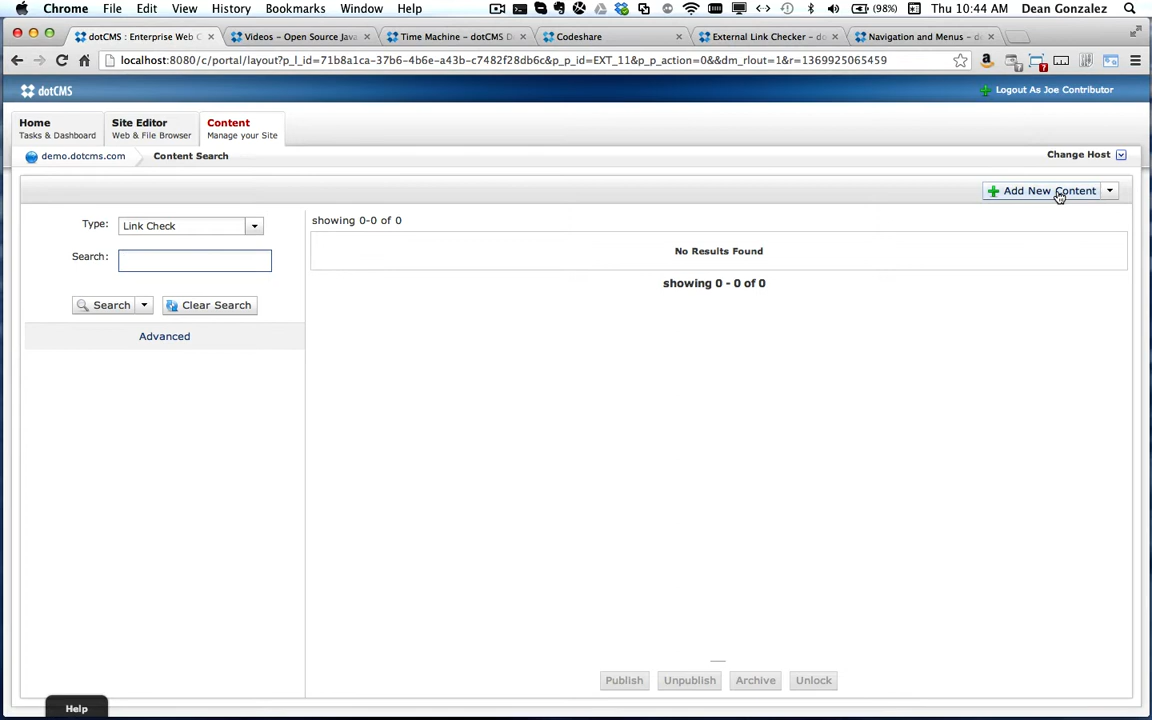 Chrome File Edit View History Bookmarks Window Help (98%) Thu 10:44 AM Dean Gonzalez
dotCMS : Enterprise Web C Videos – Open Source Java Time Machine – dotCMS D Codeshare External Link Checker – do Navigation and Menus – do
localhost:8080/c/portal/layout?p_l_id=71b8a1ca-37b6-4b6e-a43b-c7482f28db6c&p_p_id=EXT_11&p_p_action=0&&dm_rlout=1&r=1369925065459
dotCMS Logout As Joe Contributor
Home Site Editor Content
Tasks & Dashboard Web & File Browser Manage your Site
demo.dotcms.com Content Search Change Host
Add New Content
Type: Link Check showing 0-0 of 0
Search: No Results Found
showing 0 - 0 of 0
Search Clear Search
Advanced
Publish Unpublish Archive Unlock
Help